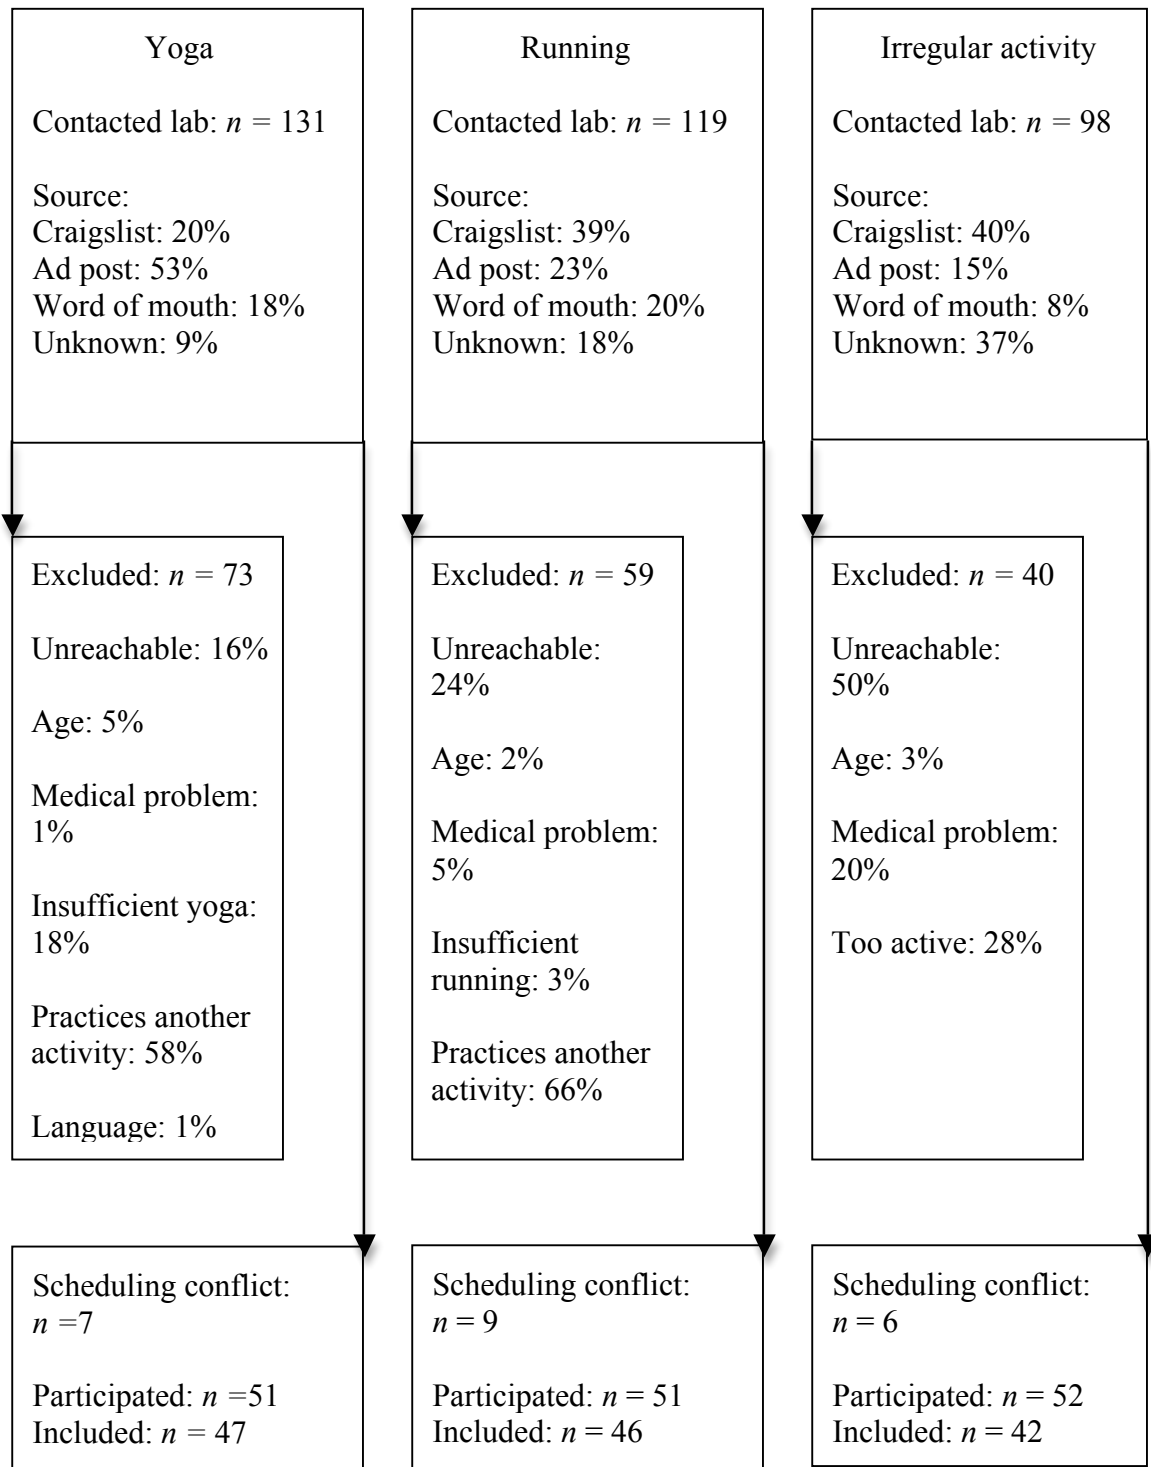 Yoga
Contacted lab: n = 131
Source:
Craigslist: 20%
Ad post: 53%
Word of mouth: 18%
Unknown: 9%
Excluded: n = 73
Unreachable: 16%
Age: 5%
Medical problem:
1%
Insufficient yoga:
18%
Practices another
activity: 58%
Language: 1%
Scheduling conflict:
n =7
Participated: n =51
Included: n = 47
Running
Contacted lab: n = 119
Source:
Craigslist: 39%
Ad post: 23%
Word of mouth: 20%
Unknown: 18%
Excluded: n = 59
Unreachable:
24%
Age: 2%
Medical problem:
5%
Insufficient
running: 3%
Practices another
activity: 66%
Scheduling conflict:
n = 9
Participated: n = 51
Included: n = 46
Irregular activity
Contacted lab: n = 98
Source:
Craigslist: 40%
Ad post: 15%
Word of mouth: 8%
Unknown: 37%
Excluded: n = 40
Unreachable:
50%
Age: 3%
Medical problem:
20%
Too active: 28%
Scheduling conflict:
n = 6
Participated: n = 52
Included: n = 42